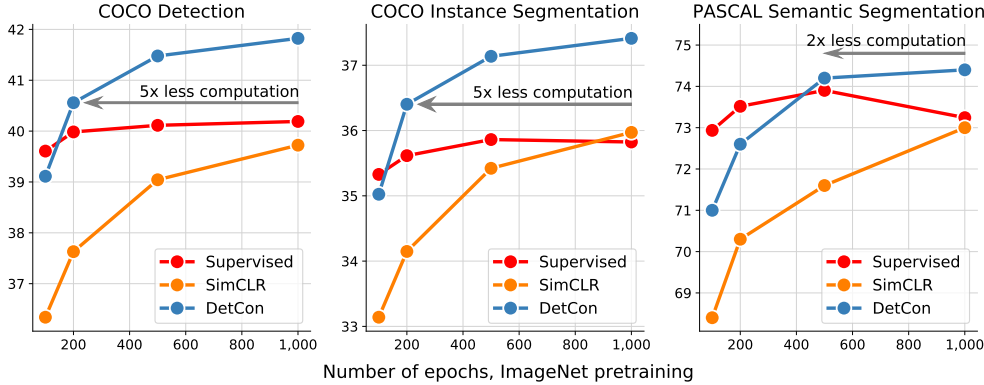 COCO Detection
42
41
40
39
38
37
5x less computation
Supervised
SimCLR
DetCon
200
400
600
800
1,000
COCO Instance Segmentation
37
36
35
34
33
5x less computation
Supervised
SimCLR
DetCon
200
400
600
800
1,000
PASCAL Semantic Segmentation
75
74
73
72
71
70
69
2x less computation
Supervised
SimCLR
DetCon
200
400
600
800
1,000
Number of epochs, ImageNet pretraining